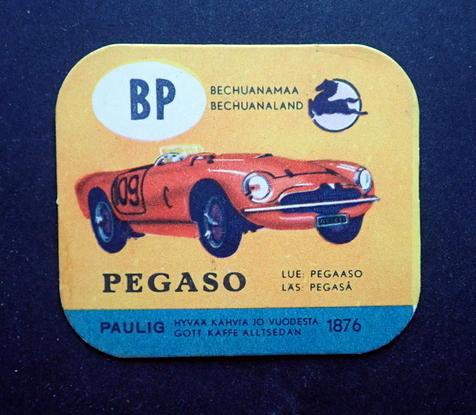 BP
BECHUANAMAA
BECHUANALAND
109
PEGASO
LUE: PEGAASO
LÄS: PEGASÅ
PAULIG
HYVÄÄ KAHVIA JO VUODESTA
GOTT KAFFE ALLTSEDAN
1876